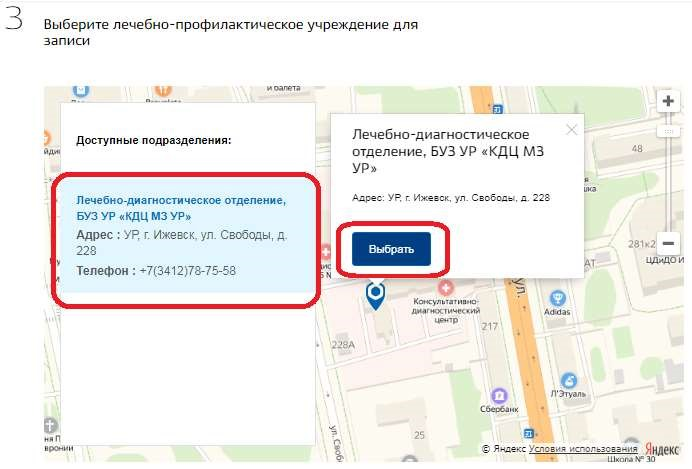 3
Выберите лечебно-профилактическое учреждение для
записи
и балета
Доступные подразделения:
Лечебно-диагностическое отделение,
БУЗ УР «КДЦ МЗ УР»
Адрес : УР, г. Ижевск, ул. Свободы, д.
228
Телефон : +7(3412)78-75-58
Лечебно-диагностическое
отделение, БУЗ УР «КДЦ МЗ
УР»
Адрес: УР, г. Ижевск, ул. Свободы, д. 228
Выбрать
48
281к2
ЦДиДО
ул.
Консультативно-
диагностический
центр
Adidas
217
228А
Л'Этуаль
Сбербанк
ул. Свобо
вронии
© Яндекс Условия использования Яндекс
Школа № 30